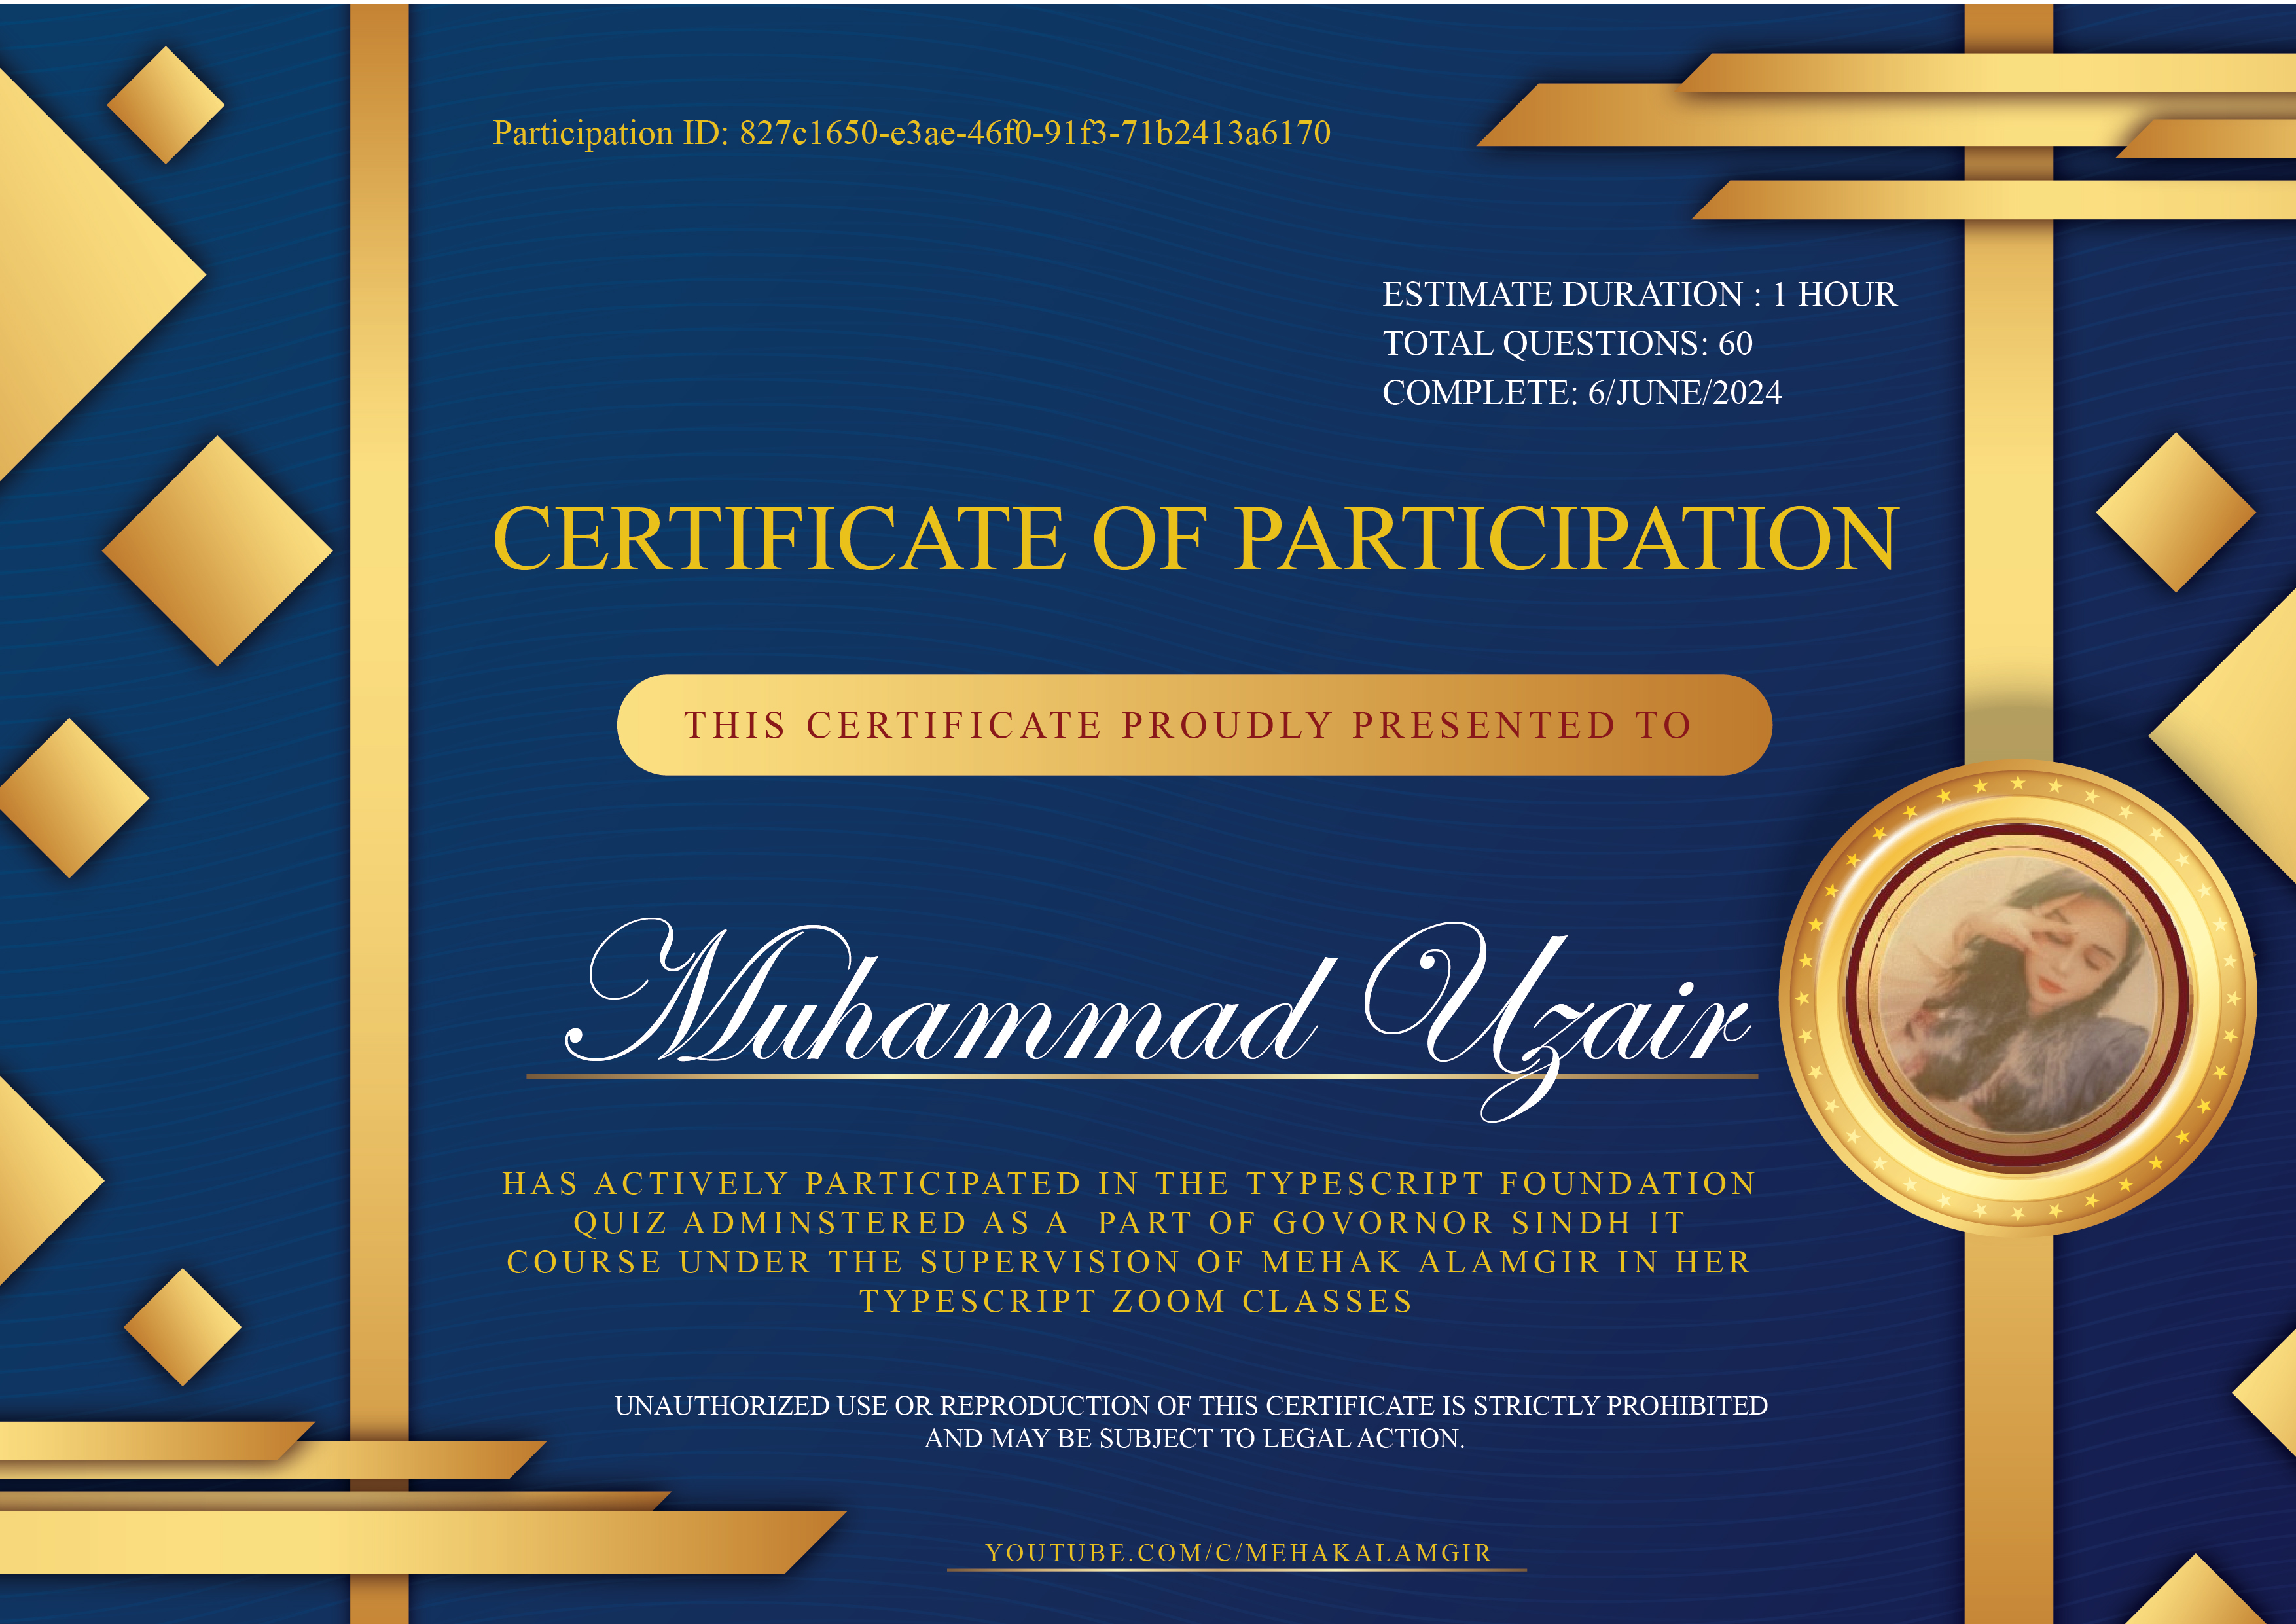 Participation ID: 827c1650-e3ae-46f0-91f3-71b2413a6170
ESTIMATE DURATION : 1 HOUR
TOTAL QUESTIONS: 60
COMPLETE: 6/JUNE/2024
CERTIFICATE OF PARTICIPATION
THIS CERTIFICATE PROUDLY PRESENTED TO
Muhammad Uzair
HAS ACTIVELY PARTICIPATED IN THE TYPESCRIPT FOUNDATION
QUIZ ADMINSTERED AS A PART OF GOVORNOR SINDH IT
COURSE UNDER THE SUPERVISION OF MEHAK ALAMGIR IN HER
TYPESCRIPT ZOOM CLASSES
UNAUTHORIZED USE OR REPRODUCTION OF THIS CERTIFICATE IS STRICTLY PROHIBITED
AND MAY BE SUBJECT TO LEGAL ACTION.
YOUTUBE.COM/C/MEHAKALAMGIR